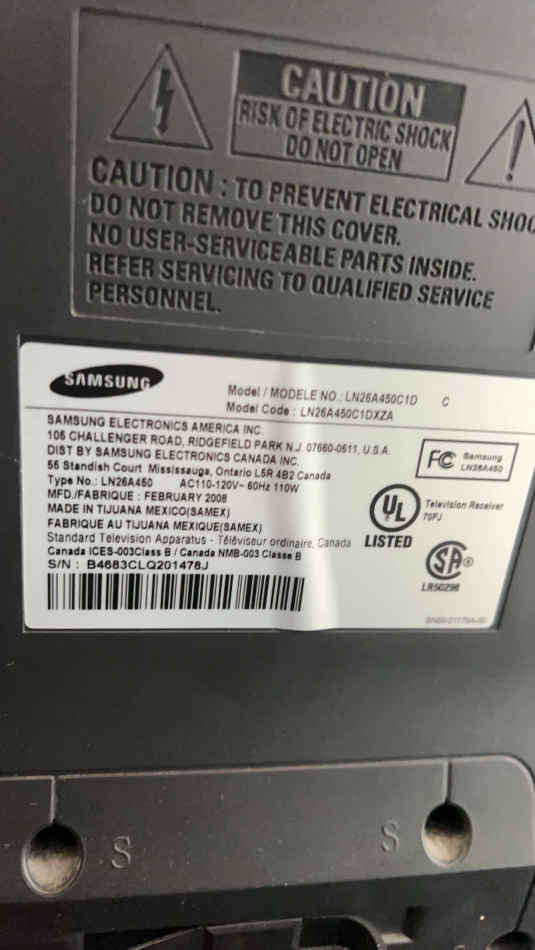 CAUTION
RISK OF ELECTRIC SHOCK
DO NOT OPEN
CAUTION : TO PREVENT ELECTRICAL
DO NOT REMOVE THIS COVER.
NO USER-SERVICEABLE PARTS INSIDE.
REFER SERVICING TO QUALIFIED SERVICE
PERSONNEL.
SAMSUNG
Model / MODELE NO.: LN26A450C1D C
Model Code : LN26A450C1DXZA
SAMSUNG ELECTRONICS AMERICA INC.
105 CHALLENGER ROAD, RIDGEFIELD PARK N.J. 07660-0511, U.S.A.
DIST BY SAMSUNG ELECTRONICS CANADA INC.
55 Standish Court Mississauga, Ontario L5R 4B2 Canada
Type No.: LN26A450 AC110-120V~ 60Hz 110W
MFD./FABRIQUE : FEBRUARY 2008
MADE IN TIJUANA MEXICO(SAMEX)
FABRIQUE AU TIJUANA MEXIQUE(SAMEX)
Standard Television Apparatus - Téléviseur ordinaire, Canada
Canada ICES-003Class B / Canada NMB-003 Classe B
S/N : B4683CLQ201478J
FC Samsung
LN26A450
UL
LISTED
Television Receiver
70FJ
SA
LR50298
S
S